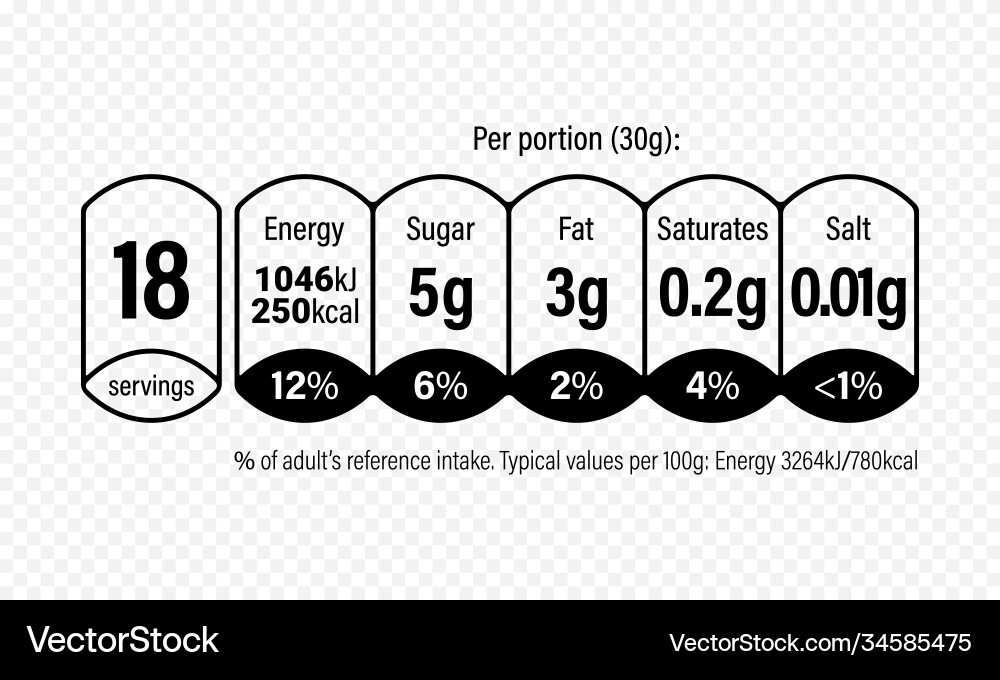 Per portion (30g):
18
servings
Energy
1046kJ
250kcal
12%
Sugar
5g
6%
Fat
3g
2%
Saturates
0.2g
4%
Salt
0.01g
<1%
% of adult's reference intake. Typical values per 100g: Energy 3264kJ/780kcal
VectorStock
VectorStock.com/34585475